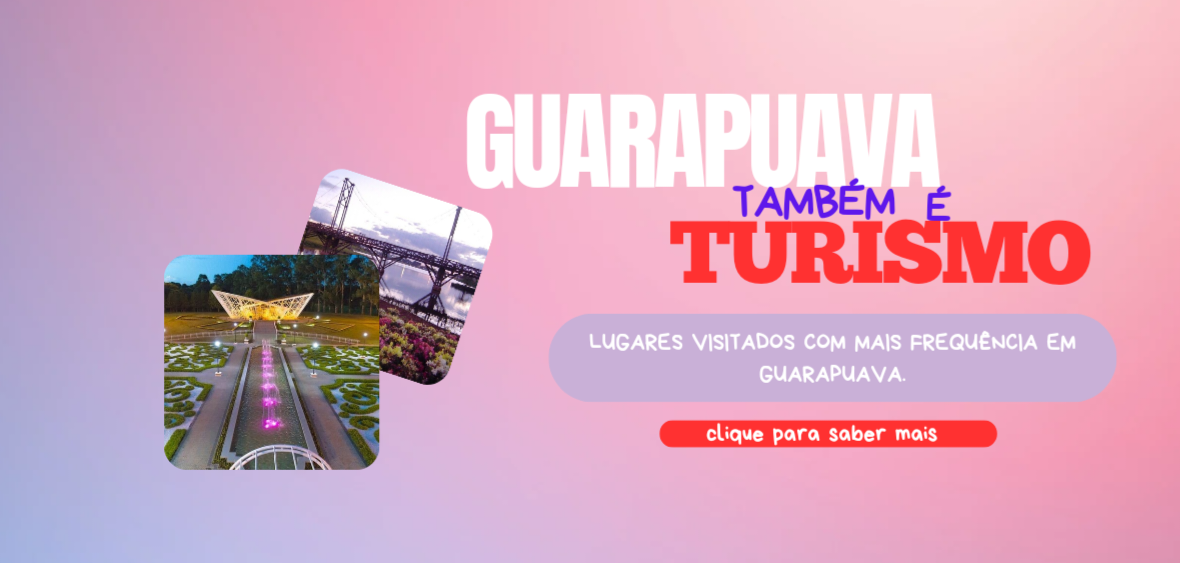 GUARAPUAVA
TAMBÉM É
TURISMO
LUGARES VISITADOS COM MAIS FREQUÊNCIA EM
GUARAPUAVA.
clique para saber mais